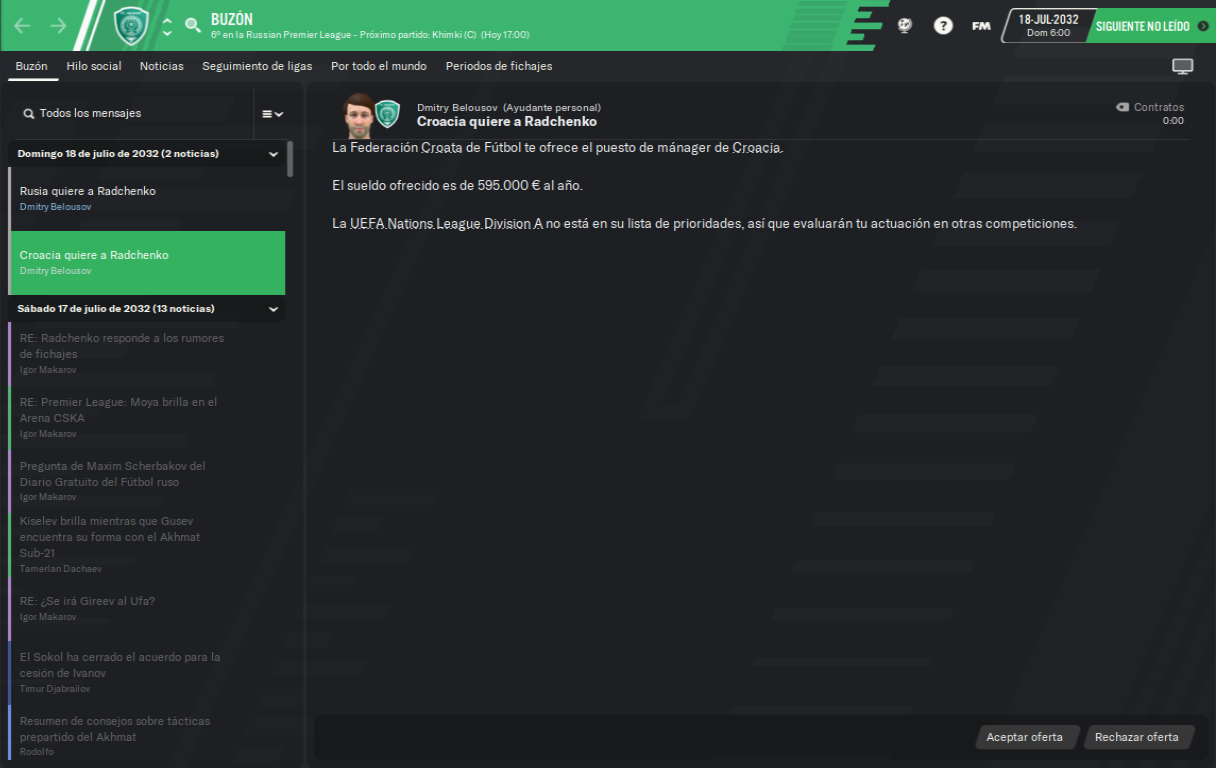 BUZÓN
6º en la Russian Premier League - Próximo partido: Khimki (C) (Hoy 17:00)
?
FM
18-JUL-2032
Dom 6:00
SIGUIENTE NO LEÍDO
Buzón Hilo social Noticias Seguimiento de ligas Por todo el mundo Periodos de fichajes
Todos los mensajes
Domingo 18 de julio de 2032 (2 noticias)
Rusia quiere a Radchenko
Dmitry Belousov
Croacia quiere a Radchenko
Dmitry Belousov
Sábado 17 de julio de 2032 (13 noticias)
RE: Radchenko responde a los rumores
de fichajes
Igor Makarov
RE: Premier League: Moya brilla en el
Arena CSKA
Igor Makarov
Pregunta de Maxim Scherbakov del
Diario Gratuito del Fútbol ruso
Igor Makarov
Kiselev brilla mientras que Gusev
encuentra su forma con el Akhmat
Sub-21
Tamerlan Dachaev
RE: ¿Se irá Gireev al Ufa?
Igor Makarov
El Sokol ha cerrado el acuerdo para la
cesión de Ivanov
Timur Djabrailov
Resumen de consejos sobre tácticas
prepartido del Akhmat
Rodolfo
Dmitry Belousov (Ayudante personal)
Croacia quiere a Radchenko
Contratos
0:00
La Federación Croata de Fútbol te ofrece el puesto de mánager de Croacia.
El sueldo ofrecido es de 595.000 € al año.
La UEFA Nations League Division A no está en su lista de prioridades, así que evaluarán tu actuación en otras competiciones.
Aceptar oferta
Rechazar oferta